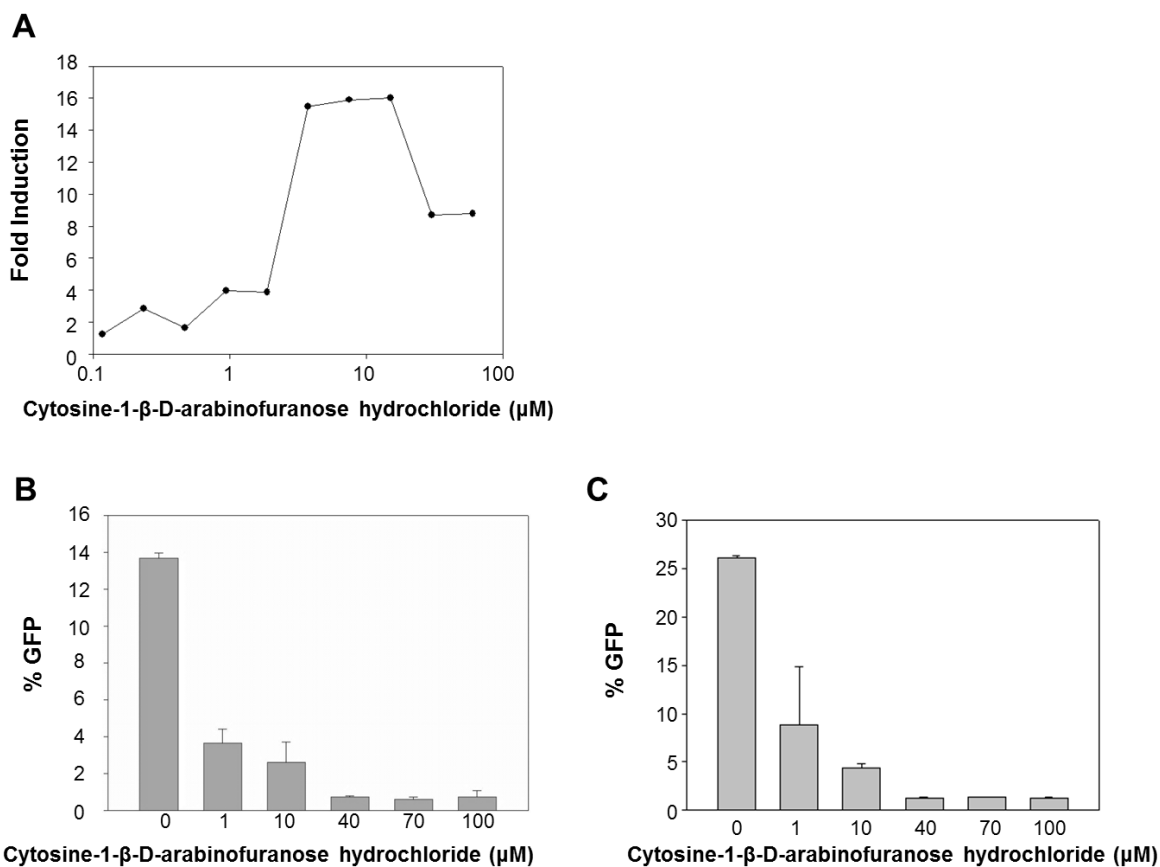 A
18
16
14
12
10
8
6
4
2
0
Fold Induction
0.1 1 10 100
Cytosine-1-β-D-arabinofuranose hydrochloride (µM)
B
16
14
12
10
8
6
4
2
0
% GFP
0 1 10 40 70 100
Cytosine-1-β-D-arabinofuranose hydrochloride (µM)
C
30
25
20
15
10
5
0
% GFP
0 1 10 40 70 100
Cytosine-1-β-D-arabinofuranose hydrochloride (µM)